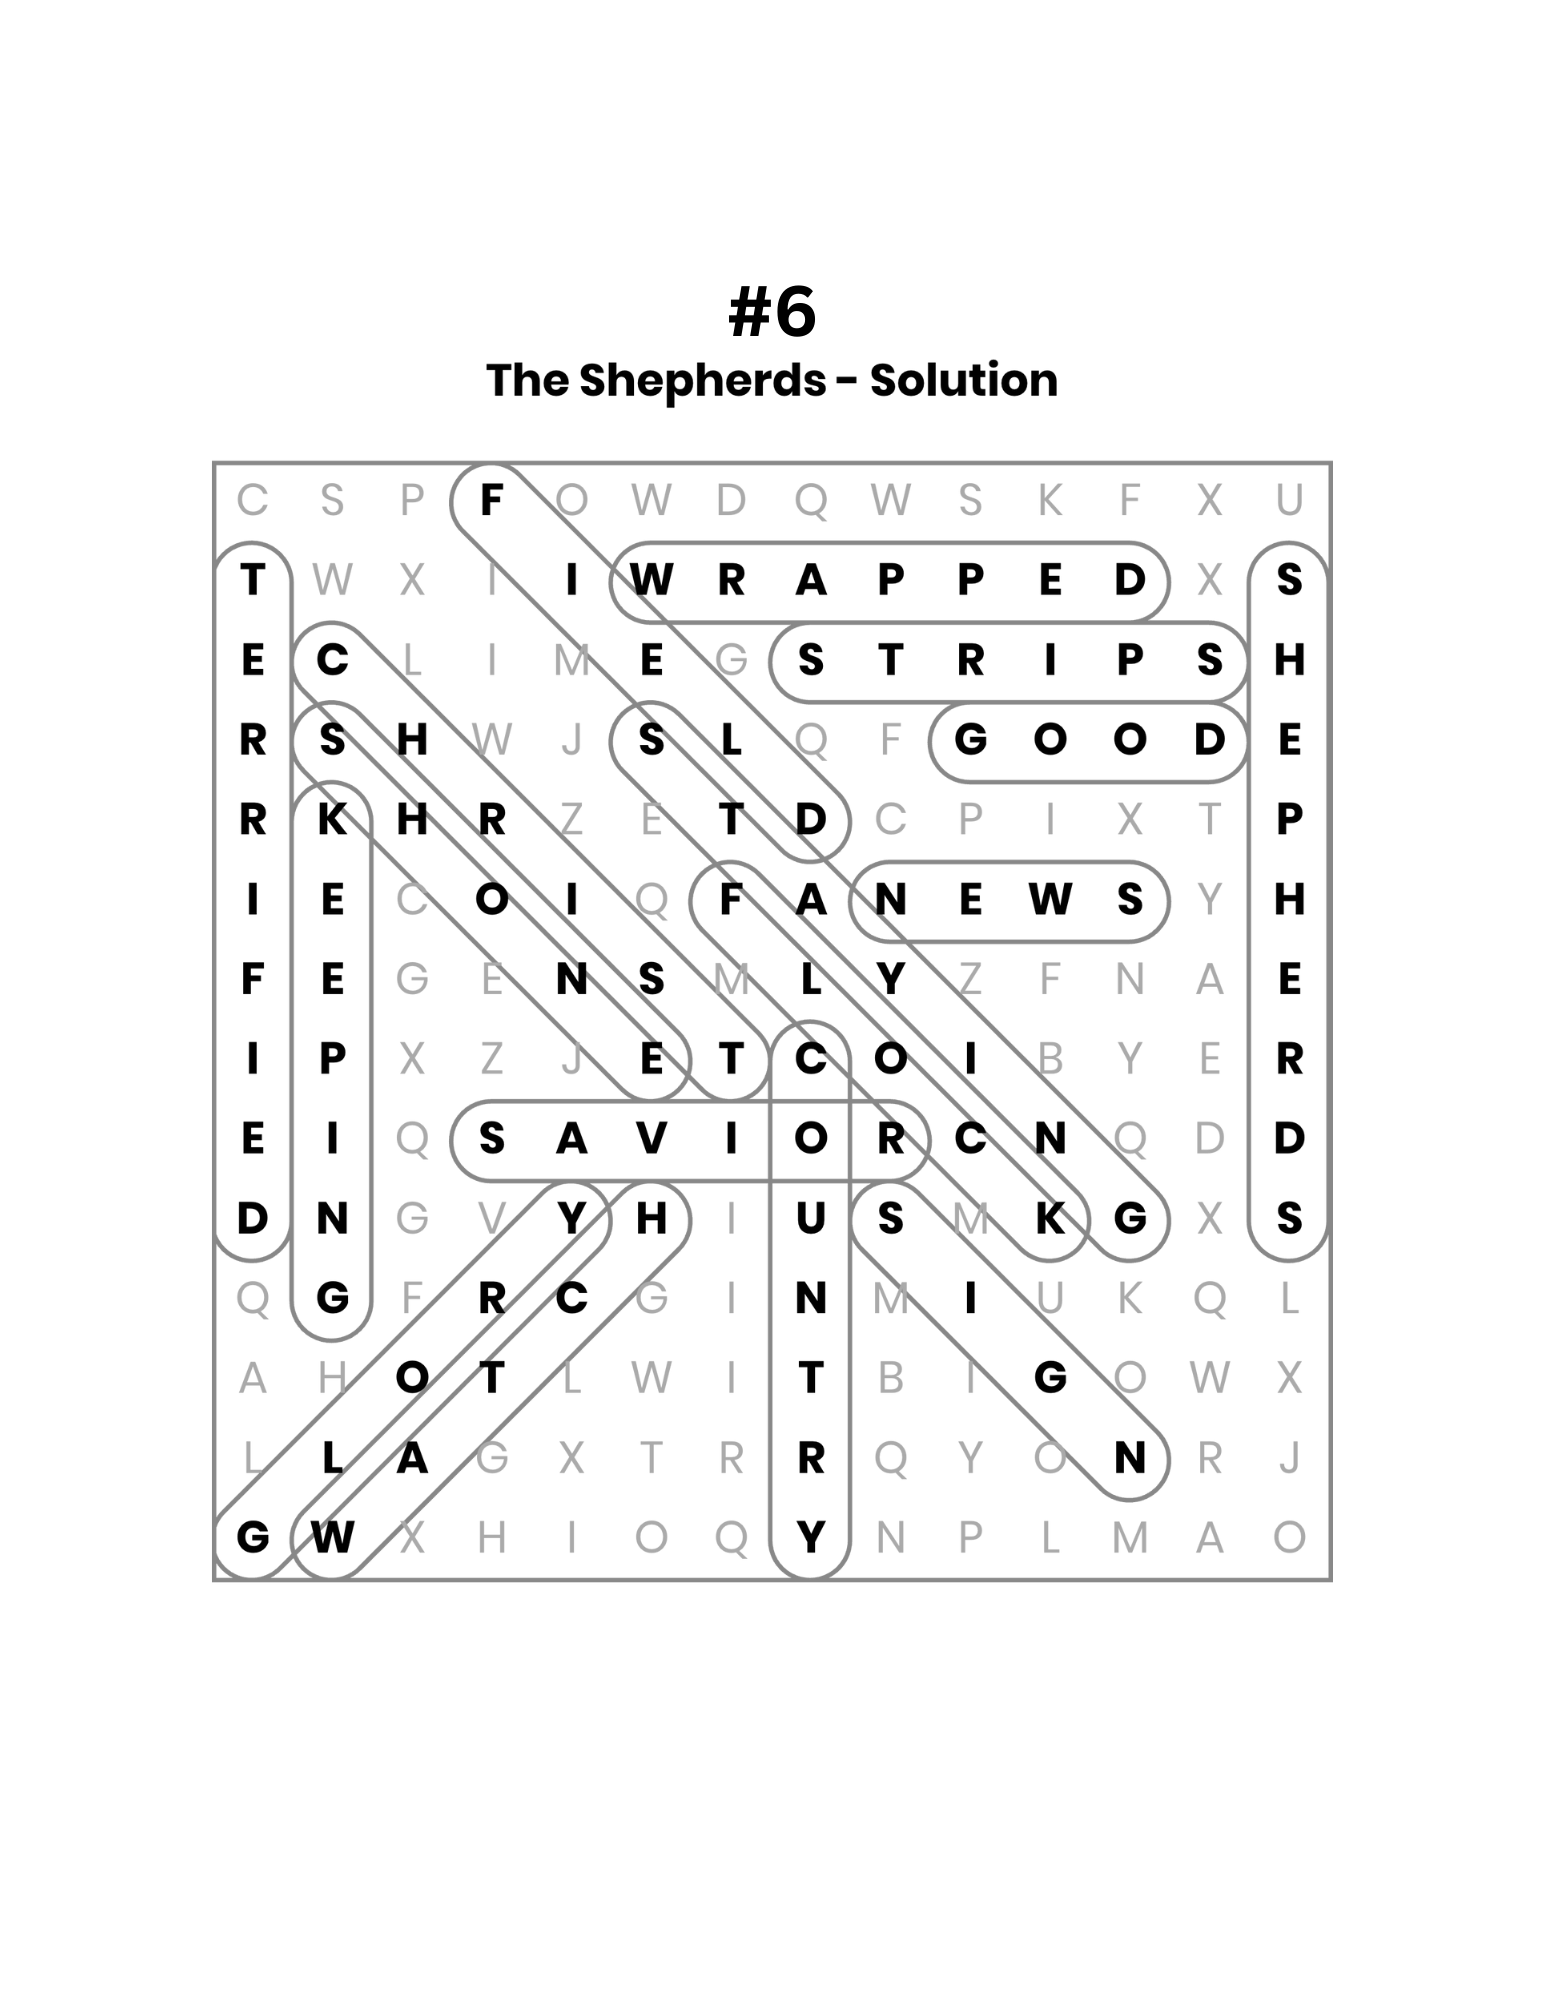 #6
The Shepherds - Solution
C S P F O W D Q W S K F X U
T W X I I W R A P P E D X S
E C L I M E G S T R I P S H
R S H W J S L Q F G O O D E
R K H R Z E T D C P I X T P
I E C O I Q F A N E W S Y H
F E G E N S M L Y Z F N A E
I P X Z J E T C O I B Y E R
E I Q S A V I O R C N Q D D
D N G V Y H I U S M K G X S
Q G F R C G I N M I U K Q L
A H O T L W I T B I G O W X
L L A G X T R R Q Y O N R J
G W X H I O Q Y N P L M A O